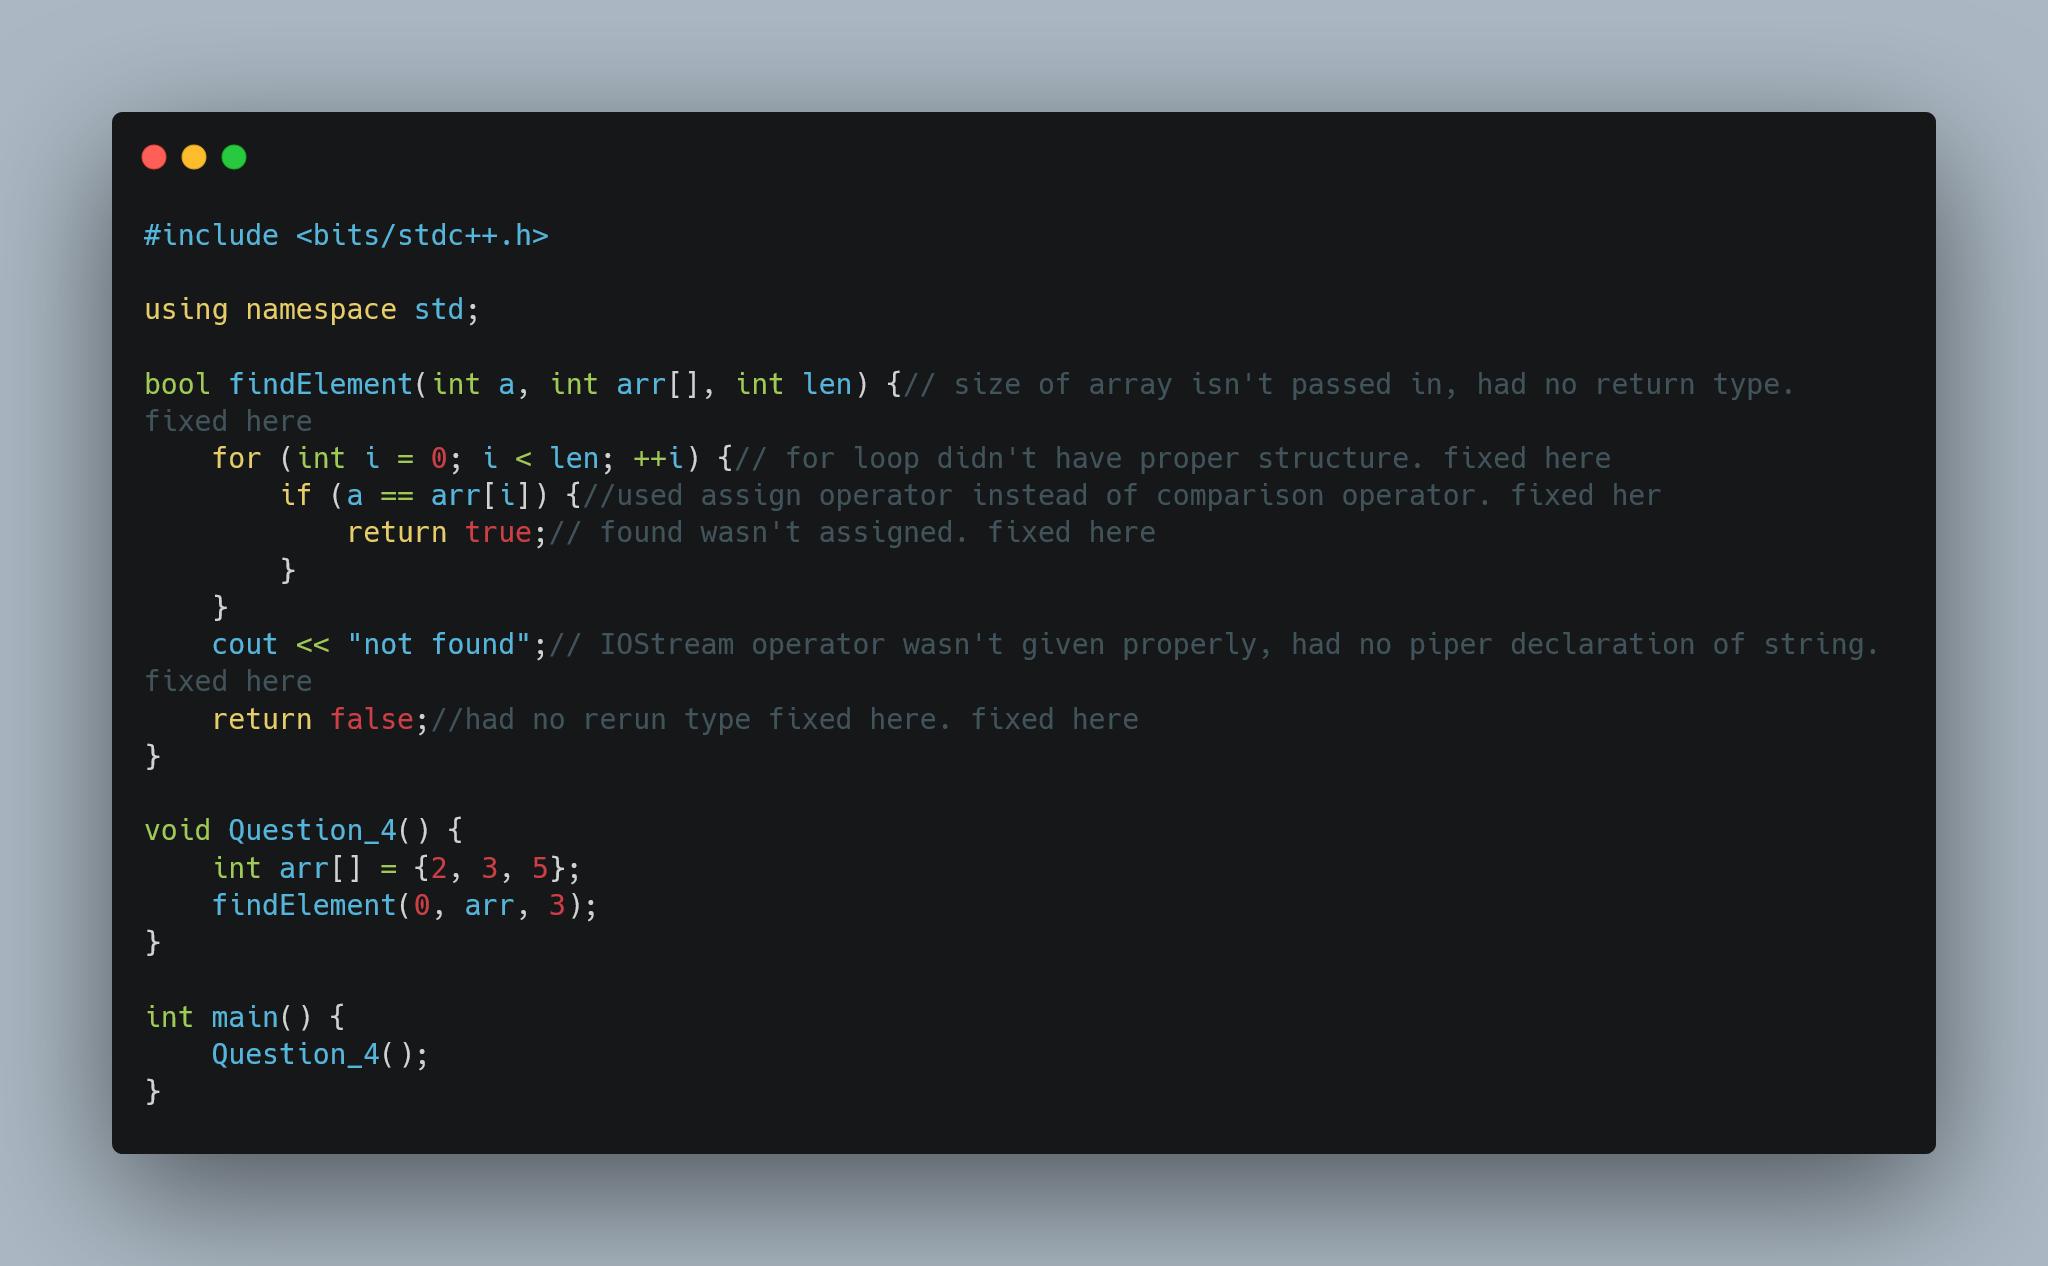 #include <bits/stdc++.h>

using namespace std;

bool findElement(int a, int arr[], int len) {// size of array isn't passed in, had no return type.
fixed here
    for (int i = 0; i < len; ++i) {// for loop didn't have proper structure. fixed here
        if (a == arr[i]) {//used assign operator instead of comparison operator. fixed her
            return true;// found wasn't assigned. fixed here
        }
    }
    cout << "not found";// IOStream operator wasn't given properly, had no piper declaration of string.
fixed here
    return false;//had no rerun type fixed here. fixed here
}

void Question_4() {
    int arr[] = {2, 3, 5};
    findElement(0, arr, 3);
}

int main() {
    Question_4();
}